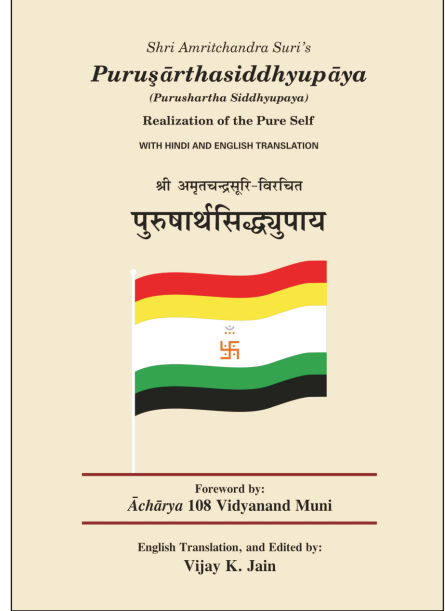 Shri Amritchandra Suri's
Puruṣārthasiddhyupāya
(Purushartha Siddhyupaya)
Realization of the Pure Self
WITH HINDI AND ENGLISH TRANSLATION
श्री अमृतचन्द्रसूरि-विरचित
पुरुषार्थसिद्ध्युपाय
Foreword by:
Āchārya 108 Vidyanand Muni
English Translation, and Edited by:
Vijay K. Jain